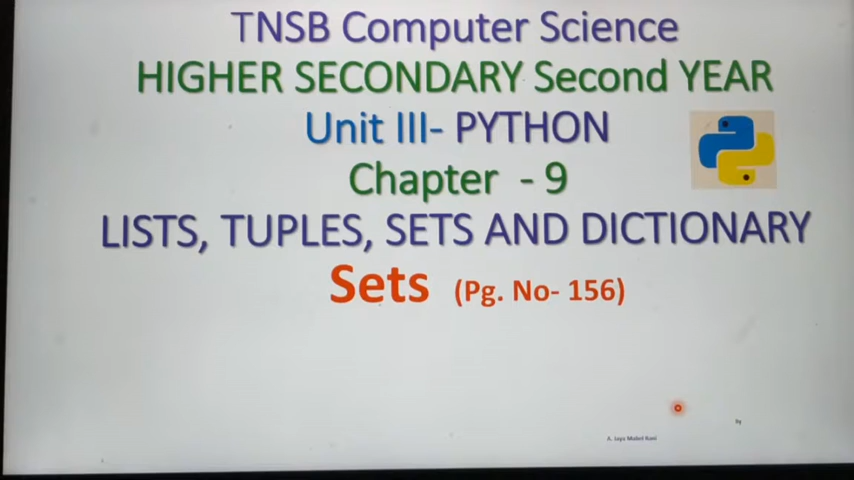 TNSB Computer Science
HIGHER SECONDARY Second YEAR
Unit III- PYTHON
Chapter - 9
LISTS, TUPLES, SETS AND DICTIONARY
Sets (Pg. No- 156)
By